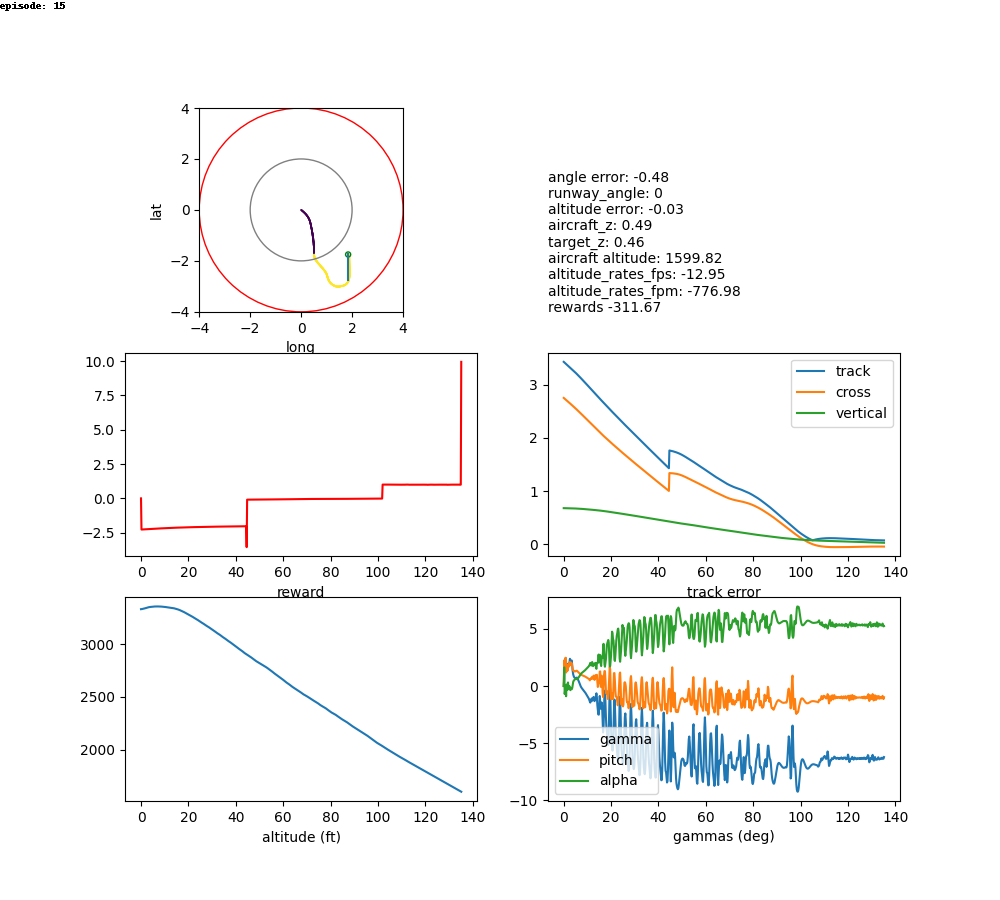 episode: 15
4
2
0
−2
−4
lat
−4 −2 0 2 4
long
angle error: -0.48
runway_angle: 0
altitude error: -0.03
aircraft_z: 0.49
target_z: 0.46
aircraft altitude: 1599.82
altitude_rates_fps: -12.95
altitude_rates_fpm: -776.98
rewards -311.67
10.0
7.5
5.0
2.5
0.0
−2.5
0 20 40 60 80 100 120 140
reward
3
2
1
0
track
cross
vertical
0 20 40 60 80 100 120 140
track error
3000
2500
2000
0 20 40 60 80 100 120 140
altitude (ft)
5
0
−5
−10
gamma
pitch
alpha
0 20 40 60 80 100 120 140
gammas (deg)